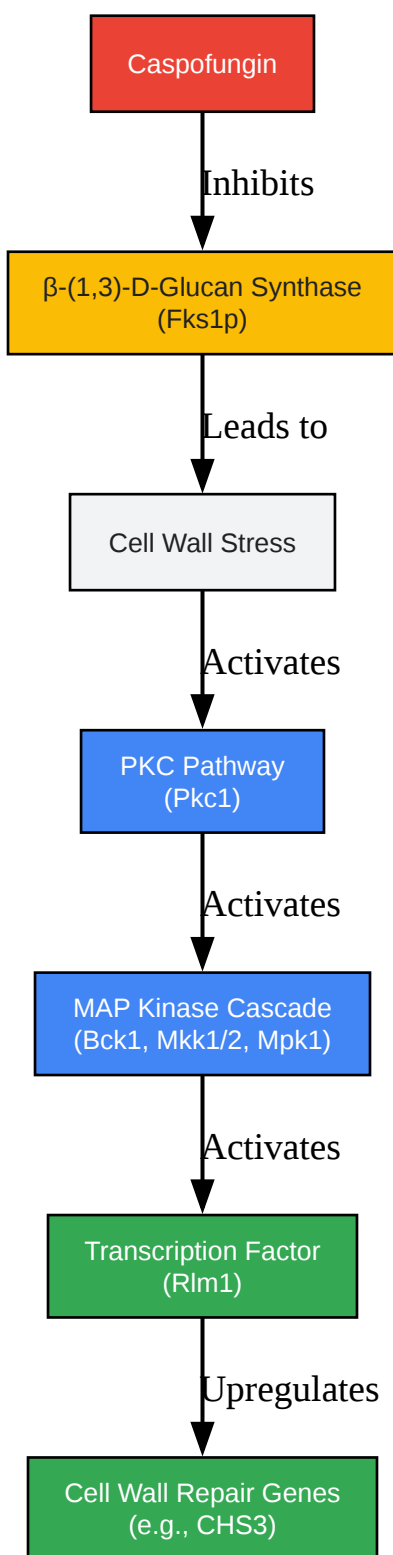 Caspofungin
Inhibits
β-(1,3)-D-Glucan Synthase
(Fks1p)
Leads to
Cell Wall Stress
Activates
PKC Pathway
(Pkc1)
Activates
MAP Kinase Cascade
(Bck1, Mkk1/2, Mpk1)
Activates
Transcription Factor
(Rlm1)
Upregulates
Cell Wall Repair Genes
(e.g., CHS3)